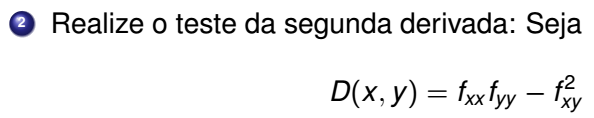 2 Realize o teste da segunda derivada: Seja
D(x, y) = f_{xx} f_{yy} − f_{xy}^2